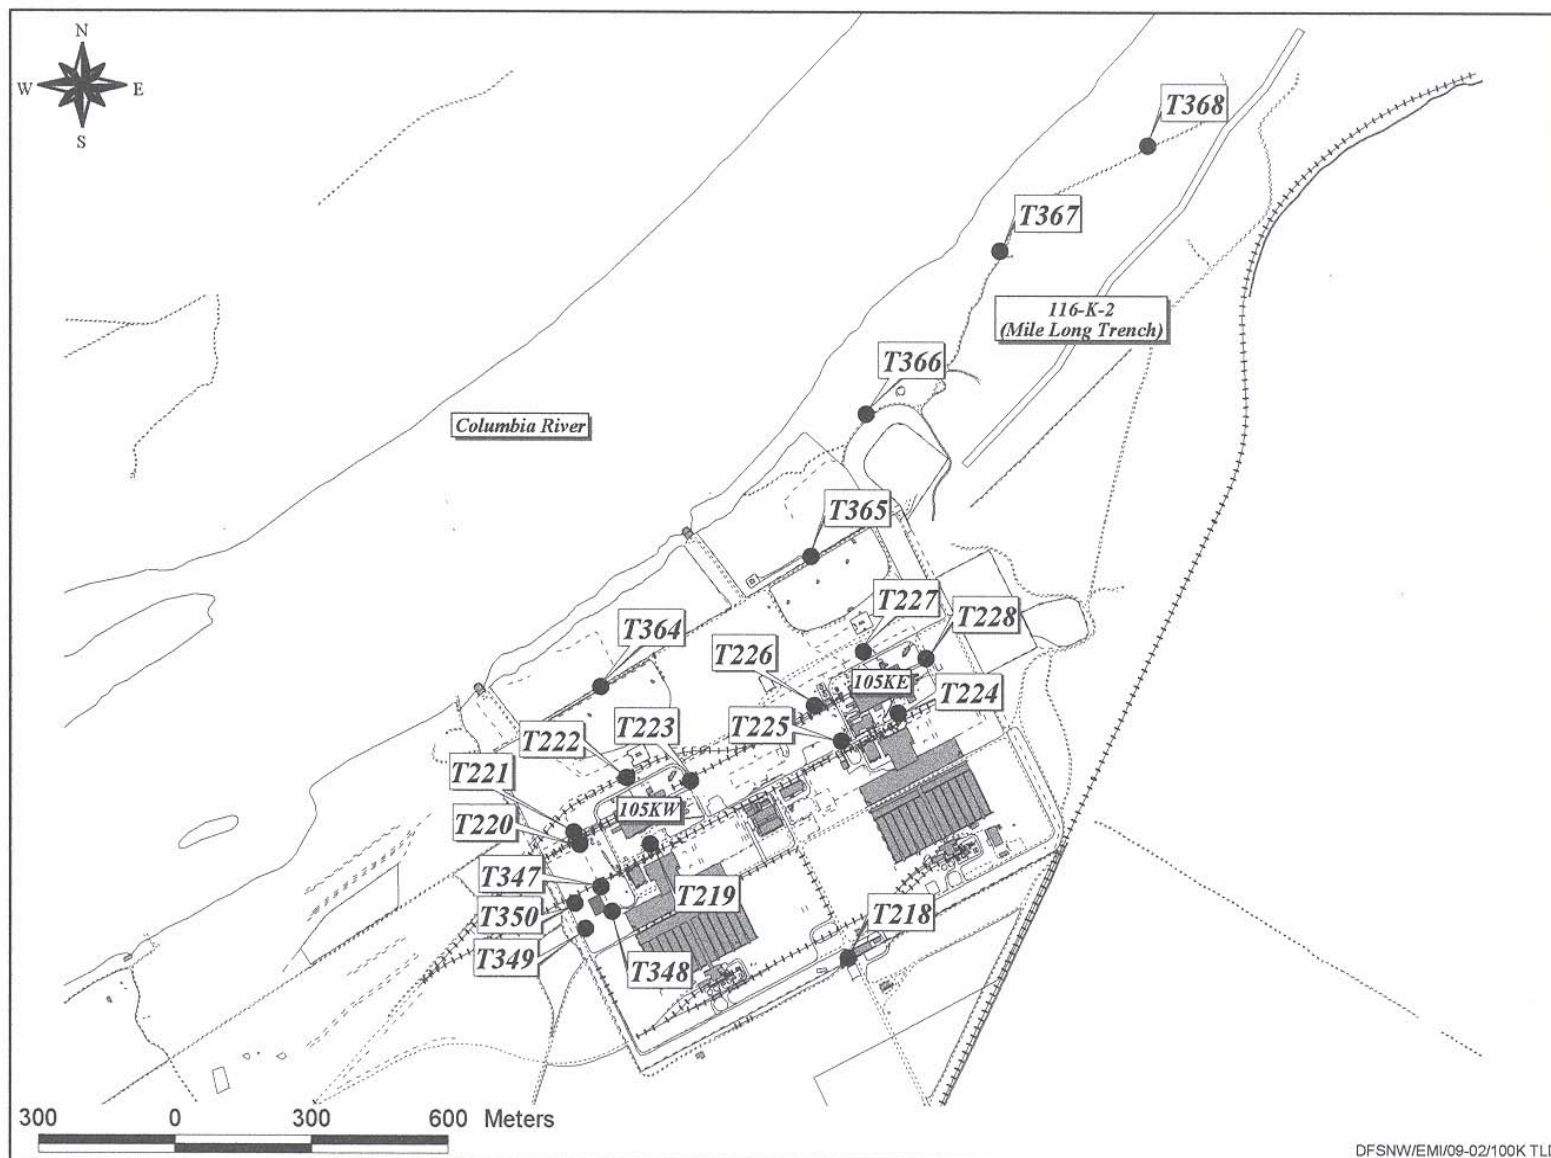 N
W E
S
T368
T367
116-K-2
(Mile Long Trench)
T366
Columbia River
T365
T227
T228
T364
T226
105KE
T224
T223
T225
T222
T221
105KW
T220
T347
T219
T218
T350
T349
T348
300 0 300 600 Meters
DFSNW/EMI/09-02/100K TLD